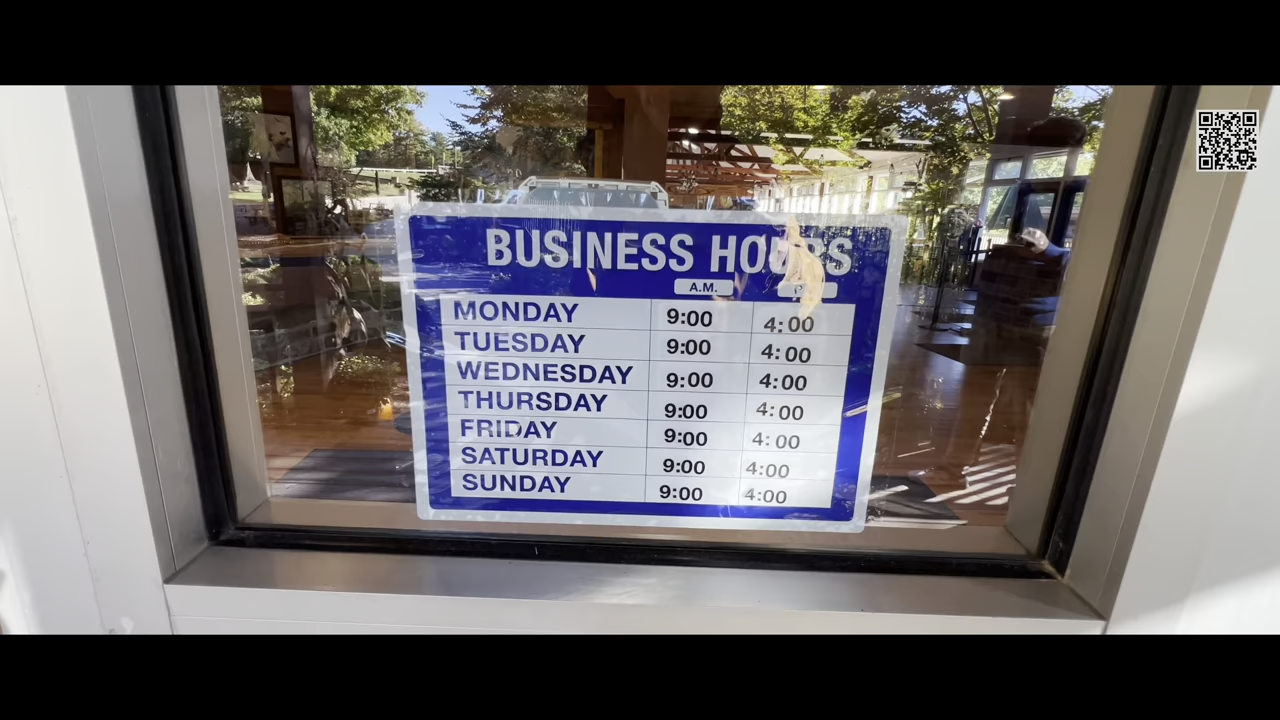 BUSINESS HOURS
A.M. P.M.
MONDAY 9:00 4:00
TUESDAY 9:00 4:00
WEDNESDAY 9:00 4:00
THURSDAY 9:00 4:00
FRIDAY 9:00 4:00
SATURDAY 9:00 4:00
SUNDAY 9:00 4:00